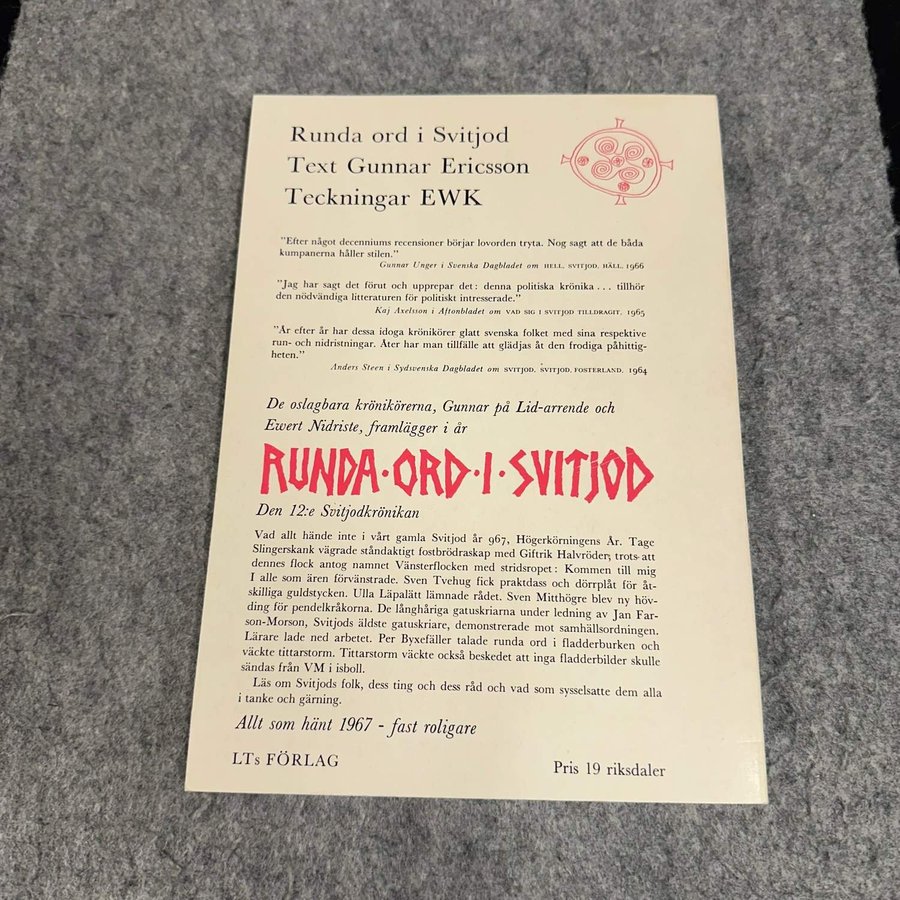 Runda ord i Svitjod
Text Gunnar Ericsson
Teckningar EWK
”Efter något decenniums recensioner börjar lovorden tryta. Nog sagt att de båda
kumpanerna håller stilen.”
Gunnar Unger i Svenska Dagbladet om HELL. SVITJOD. HÄLL. 1966
”Jag har sagt det förut och upprepar det: denna politiska krönika . . . tillhör
den nödvändiga litteraturen för politiskt intresserade.”
Kaj Axelsson i Aftonbladet om VAD SIG I SVITJOD TILLDRAGIT. 1965
”År efter år har dessa idoga krönikörer glatt svenska folket med sina respektive
run- och nidristningar. Åter har man tillfälle att glädjas åt den frodiga påhittig-
heten.”
Anders Steen i Sydsvenska Dagbladet om SVITJOD. SVITJOD. FOSTERLAND. 1964
De oslagbara krönikörerna, Gunnar på Lid-arrende och
Ewert Nidriste, framlägger i år
RUNDA·ORD·I·SVITJOD
Den 12:e Svitjodkrönikan
Vad allt hände inte i vårt gamla Svitjod år 967, Högerkörningens År. Tage
Slingerskank vägrade ståndaktigt fostbrödraskap med Giftrik Halvröder, trots att
dennes flock antog namnet Vänsterflocken med stridsropet: Kommen till mig
I alle som ären förvänstrade. Sven Tvehug fick praktdass och dörrplåt för åt-
skilliga guldstycken. Ulla Läpalätt lämnade rådet. Sven Mitthögre blev ny höv-
ding för pendelkråkorna. De långhåriga gatuskriarna under ledning av Jan Far-
son-Morson, Svitjods äldste gatuskriare, demonstrerade mot samhällsordningen.
Lärare lade ned arbetet. Per Byxefäller talade runda ord i fladderburken och
väckte tittarstorm. Tittarstorm väckte också beskedet att inga fladderbilder skulle
sändas från VM i isboll.
Läs om Svitjods folk, dess ting och dess råd och vad som sysselsatte dem alla
i tanke och gärning.
Allt som hänt 1967 - fast roligare
LTs FÖRLAG
Pris 19 riksdaler